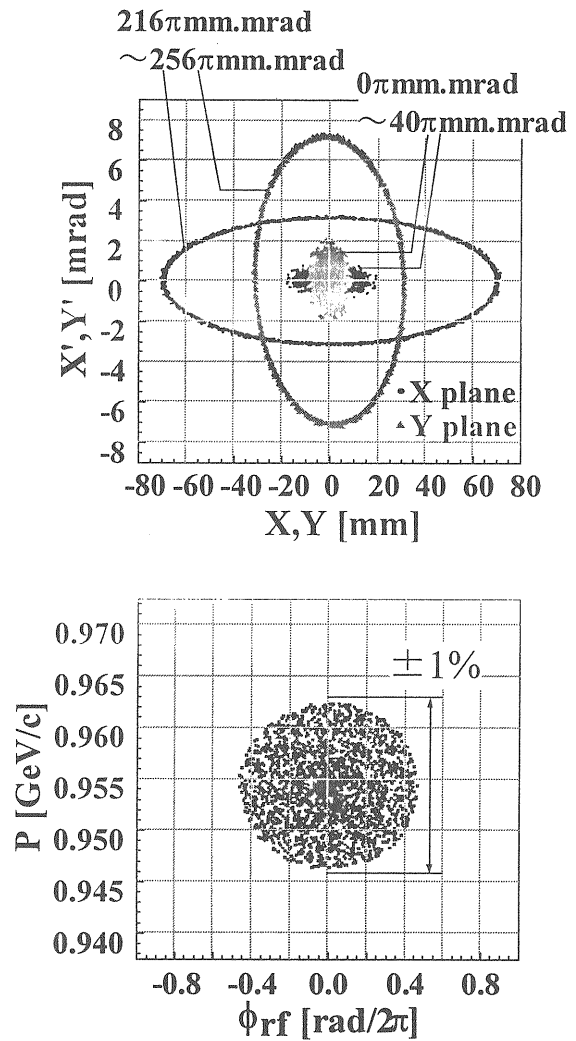 216πmm.mrad
～256πmm.mrad
0πmm.mrad
～40πmm.mrad
8
6
4
2
0
-2
-4
-6
-8
X',Y' [mrad]
• X plane
▲ Y plane
-80 -60 -40 -20 0 20 40 60 80
X,Y [mm]
0.970
0.965
0.960
0.955
0.950
0.945
0.940
P [GeV/c]
±1%
-0.8 -0.4 0.0 0.4 0.8
ϕrf [rad/2π]